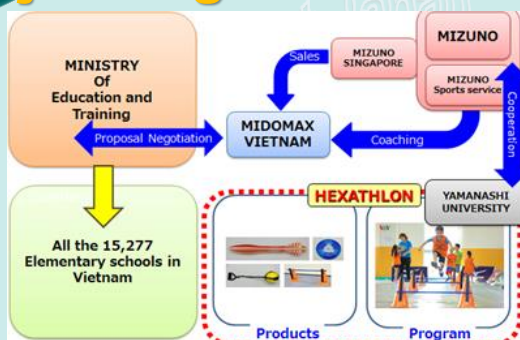 MINISTRY
Of
Education and
Training
Sales
MIZUNO
SINGAPORE
MIZUNO
MIZUNO
Sports service
Proposal Negotiation
MIDOMAX
VIETNAM
Coaching
Cooperation
HEXATHLON
YAMANASHI
UNIVERSITY
All the 15,277
Elementary schools in
Vietnam
Products
Program